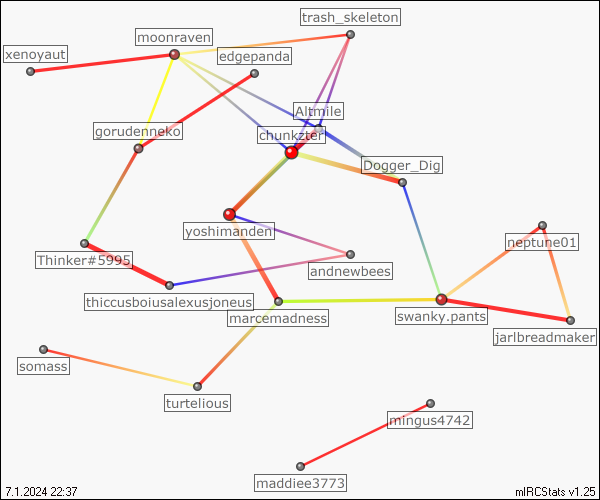 trash_skeleton
moonraven
xenoyaut
edgepanda
Altmile
gorudenneko
chunkzter
Dogger_Dig
yoshimander
neptune01
Thinker#5995
andnewbees
thiccusboiusalexusjoneus
marcemadness
swanky.pants
jarlbreadmaker
somass
turtelious
mingus4742
maddiee3773
7.1.2024 22:37
mIRCStats v1.25